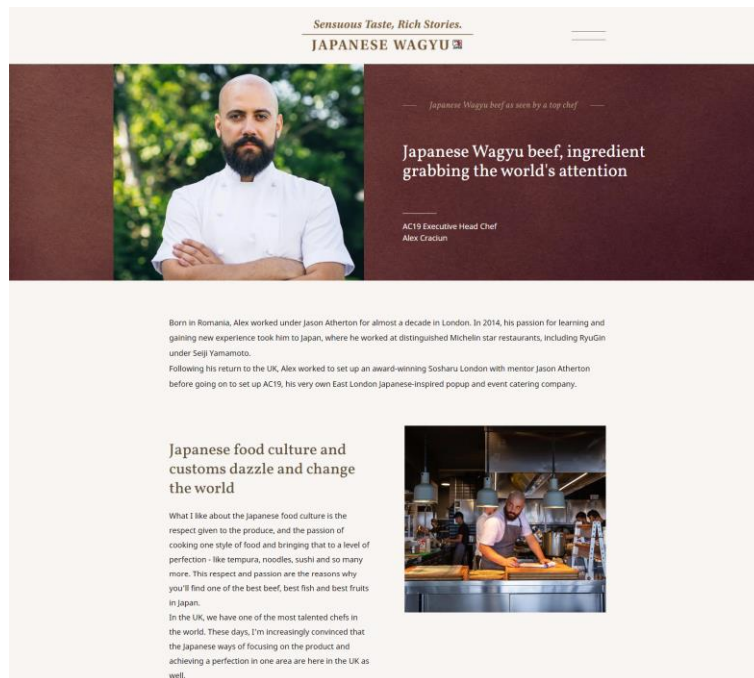 Sensuous Taste, Rich Stories.
JAPANESE WAGYU
Japanese Wagyu beef as seen by a top chef
Japanese Wagyu beef, ingredient
grabbing the world's attention
AC19 Executive Head Chef
Alex Craciun
Born in Romania, Alex worked under Jason Atherton for almost a decade in London. In 2014, his passion for learning and
gaining new experience took him to Japan, where he worked at distinguished Michelin star restaurants, including RyuGin
under Seiji Yamamoto.
Following his return to the UK, Alex worked to set up an award-winning Sosharu London with mentor Jason Atherton
before going on to set up AC19, his very own East London Japanese-inspired popup and event catering company.
Japanese food culture and
customs dazzle and change
the world
What I like about the Japanese food culture is the
respect given to the produce, and the passion of
cooking one style of food and bringing that to a level of
perfection - like tempura, noodles, sushi and so many
more. This respect and passion are the reasons why
you'll find one of the best beef, best fish and best fruits
in Japan.
In the UK, we have one of the most talented chefs in
the world. These days, I'm increasingly convinced that
the Japanese ways of focusing on the product and
achieving a perfection in one area are here in the UK as
well.